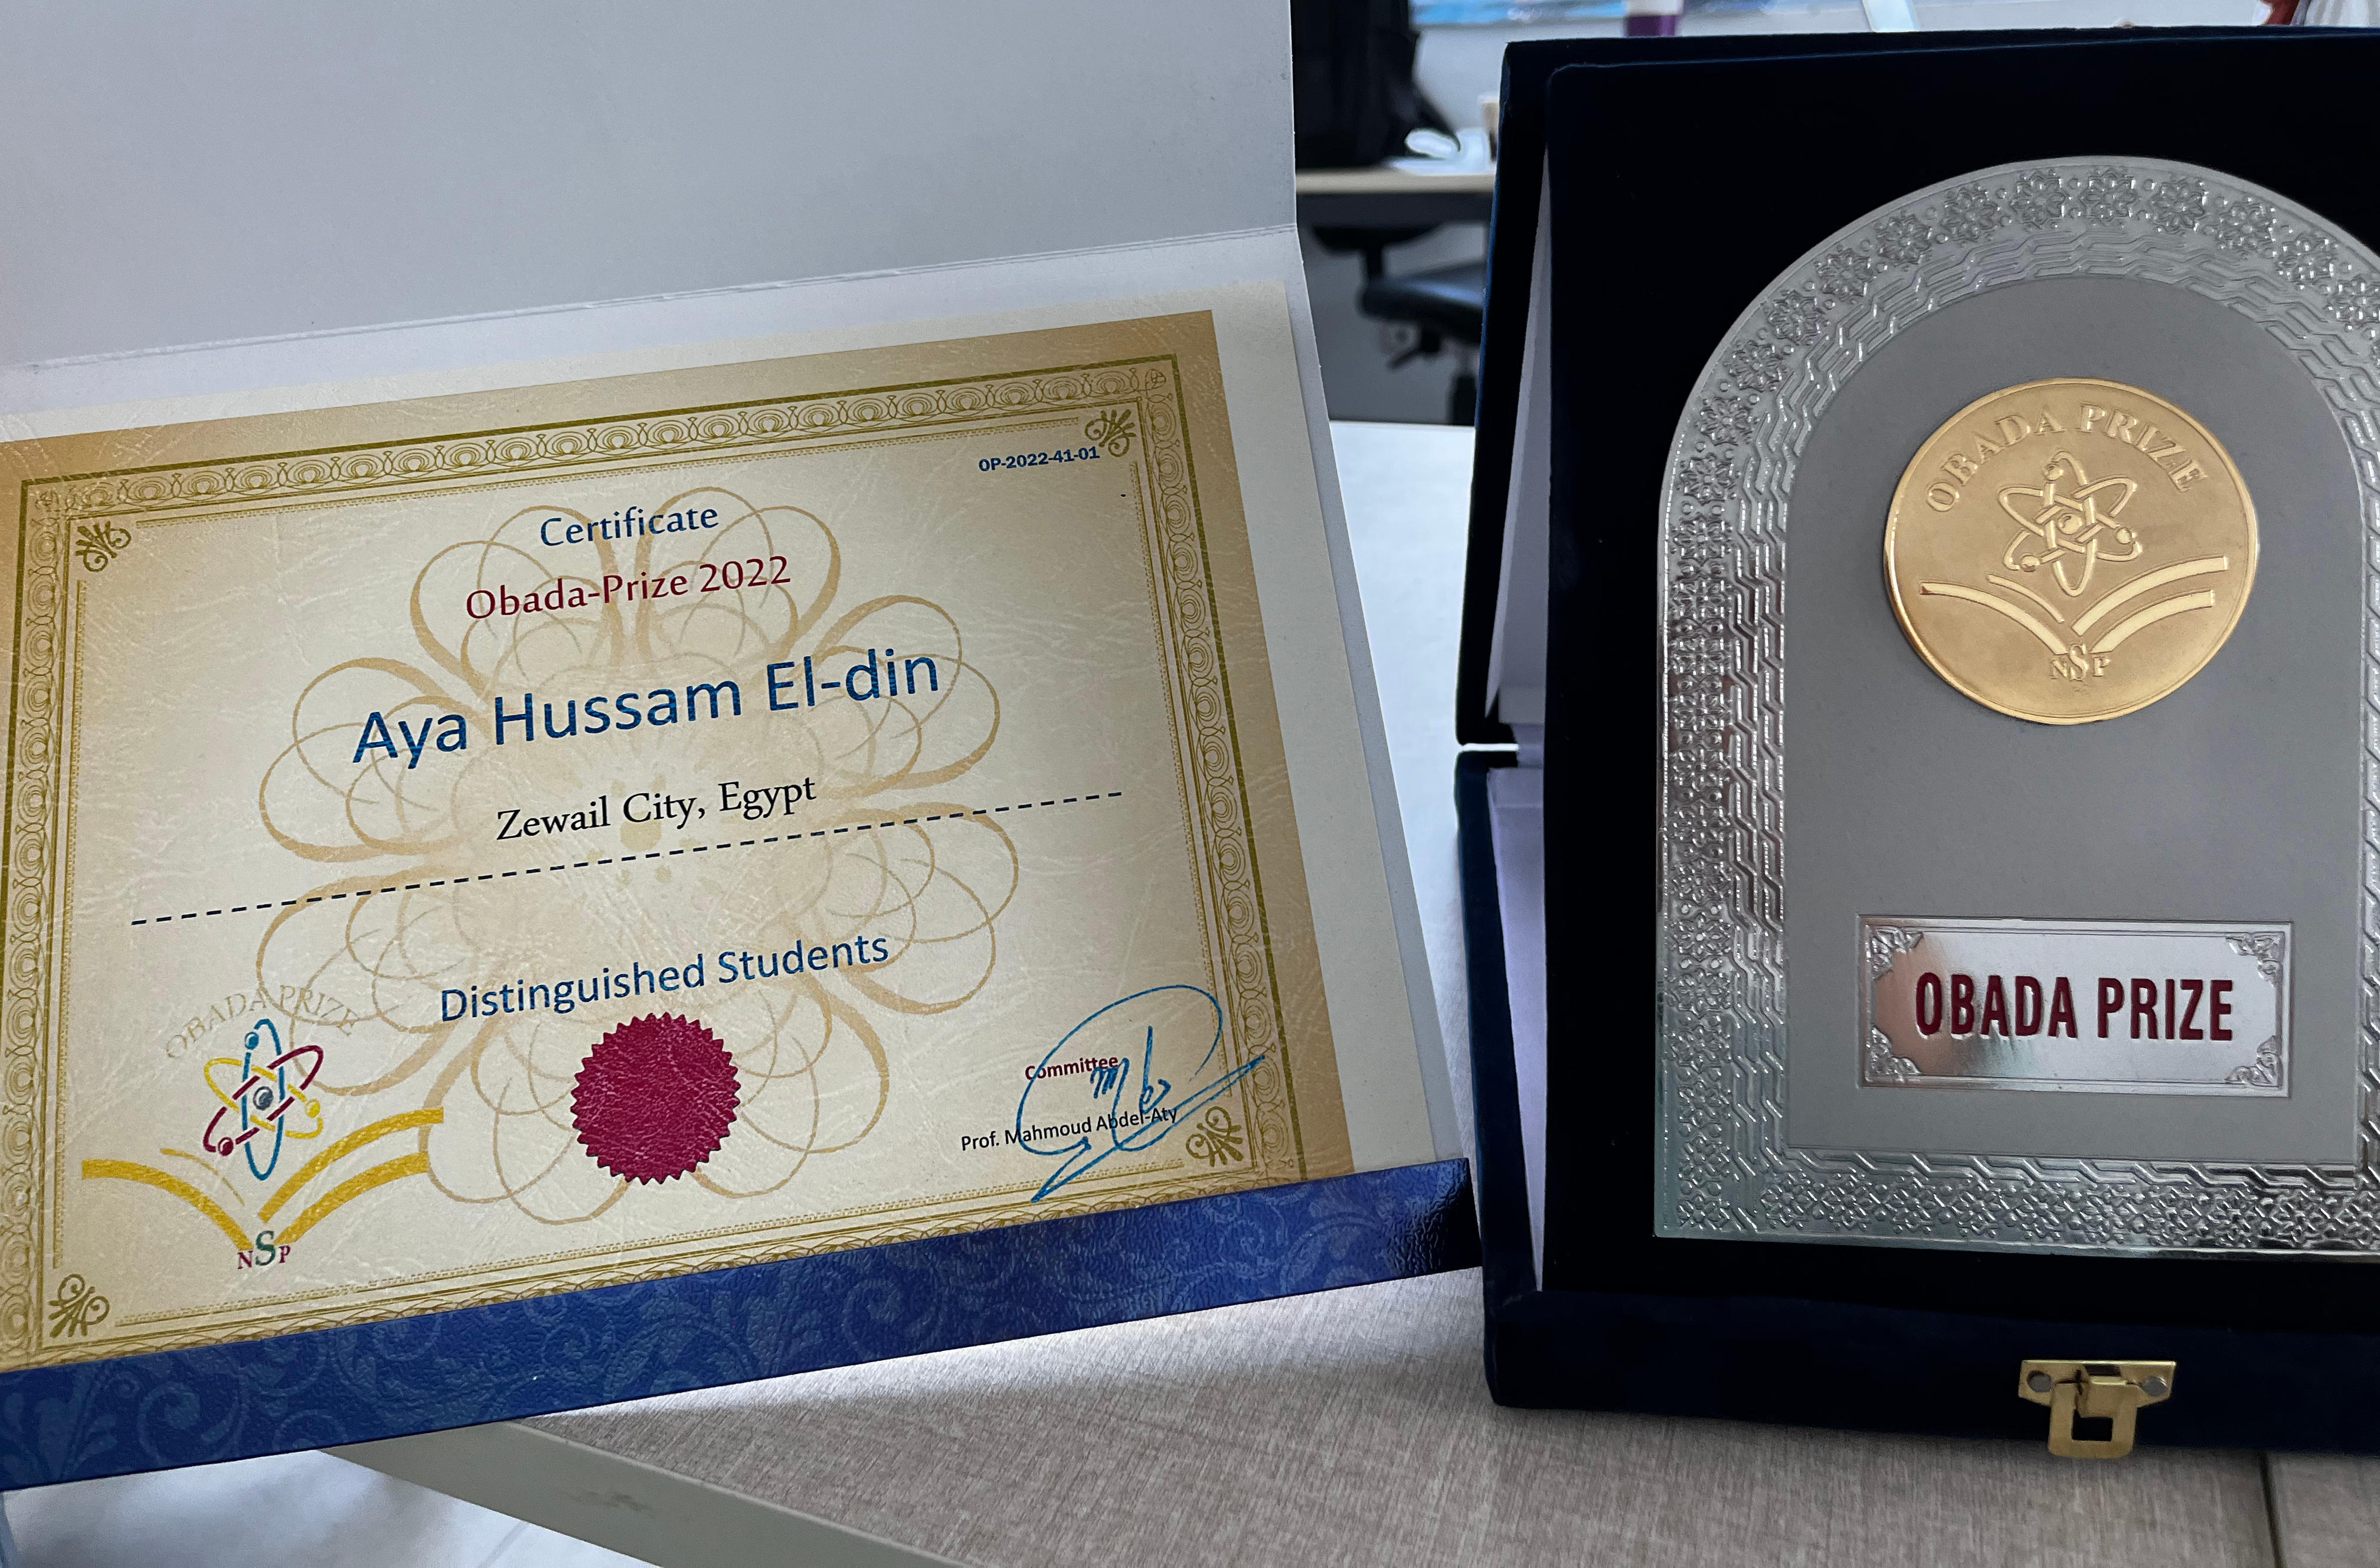 OP-2022-41-01
Certificate
Obada-Prize 2022
Aya Hussam El-din
Zewail City, Egypt
Distinguished Students
OBADA PRIZE
NSP
Committee
Prof. Mahmoud Abdel-Aty
OBADA PRIZE
NSP
OBADA PRIZE